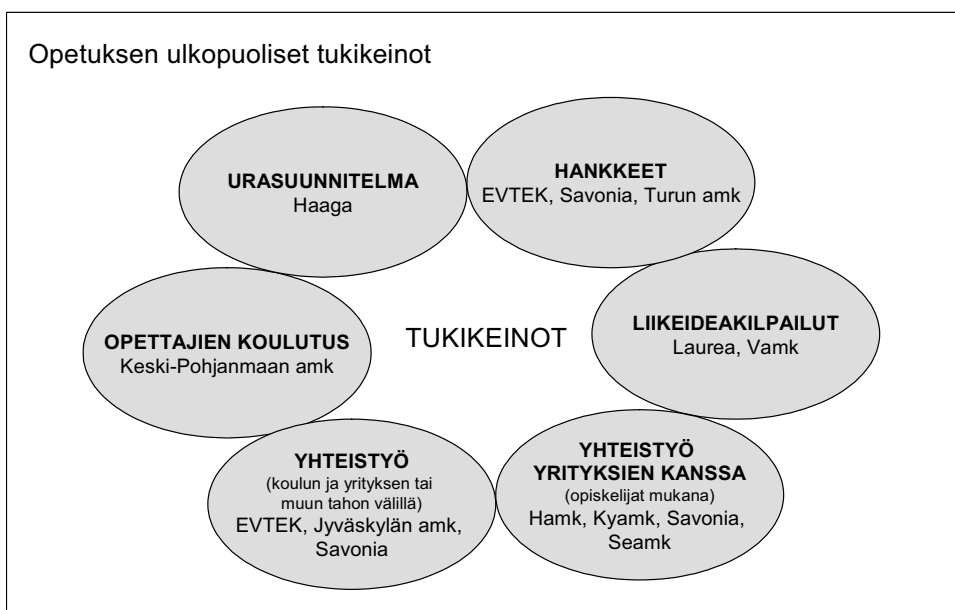 Opetuksen ulkopuoliset tukikeinot
URASUUNNITELMA
Haaga
HANKKEET
EVTEK, Savonia, Turun amk
OPETTAJIEN KOULUTUS
Keski-Pohjanmaan amk
TUKIKEINOT
LIIKEIDEAKILPAILUT
Laurea, Vamk
YHTEISTYÖ
(koulun ja yrityksen tai
muun tahon välillä)
EVTEK, Jyväskylän amk,
Savonia
YHTEISTYÖ
YRITYKSIEN KANSSA
(opiskelijat mukana)
Hamk, Kyamk, Savonia,
Seamk